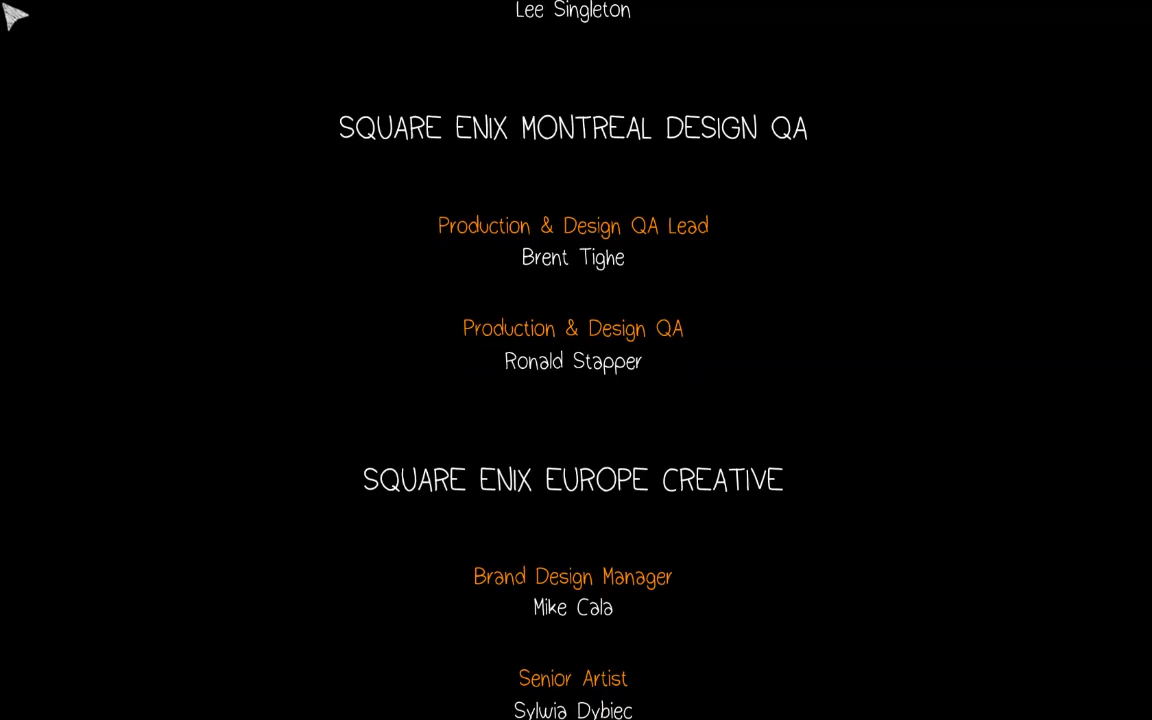 Lee Singleton
SQUARE ENIX MONTREAL DESIGN QA
Production & Design QA Lead
Brent Tighe
Production & Design QA
Ronald Stapper
SQUARE ENIX EUROPE CREATIVE
Brand Design Manager
Mike Cala
Senior Artist
Sylwia Dybiec